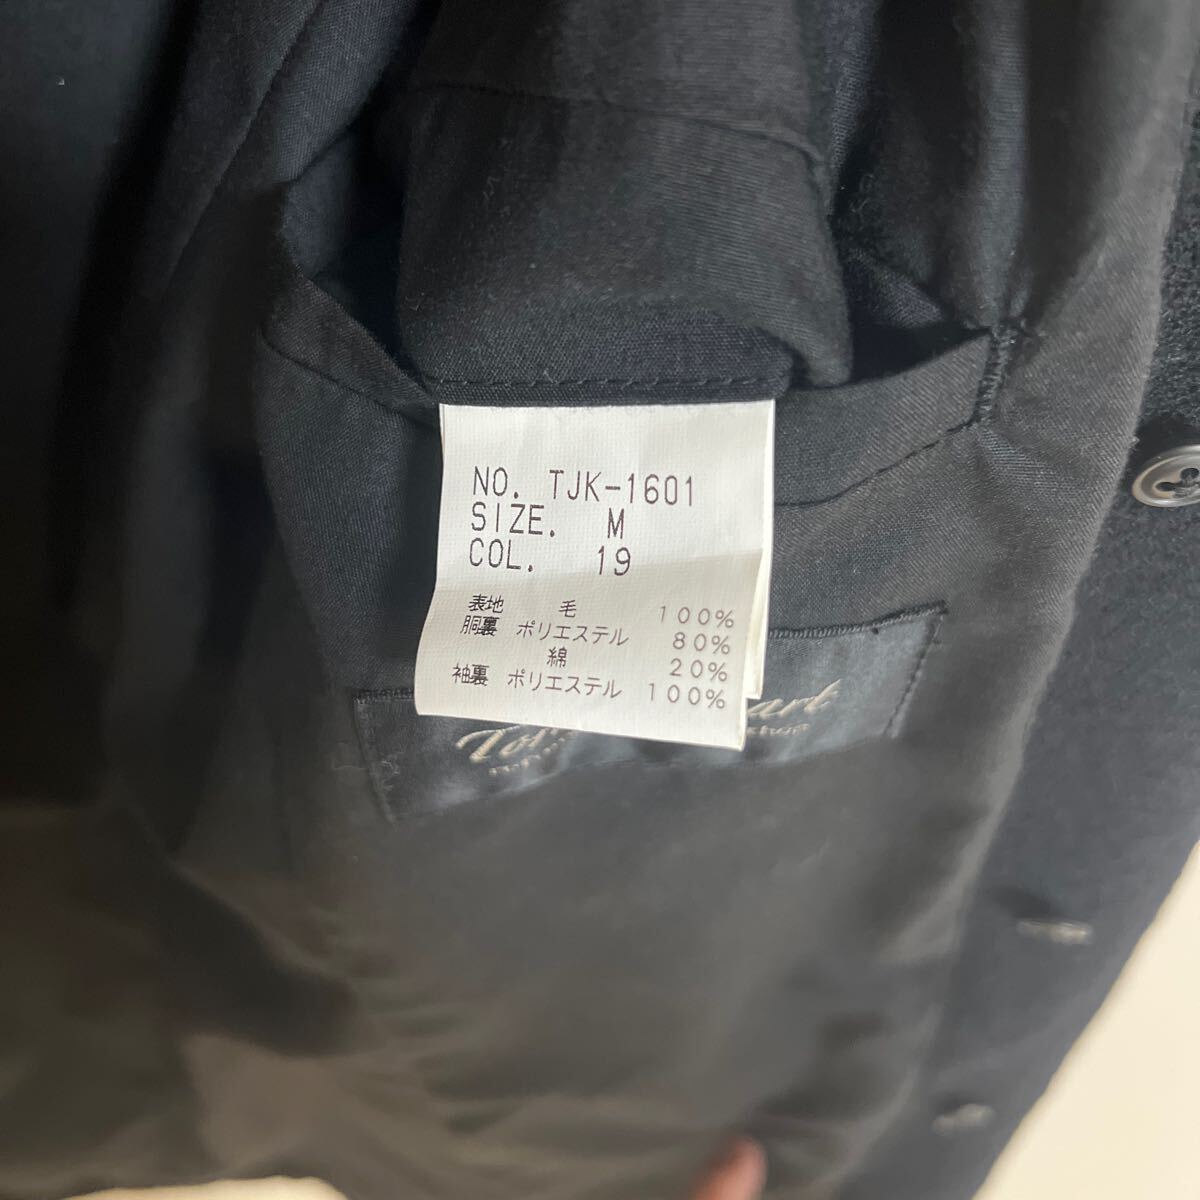 NO. TJK-1601
SIZE. M
COL. 19
表地 毛 100%
胴裏 ポリエステル 80%
綿 20%
袖裏 ポリエステル 100%